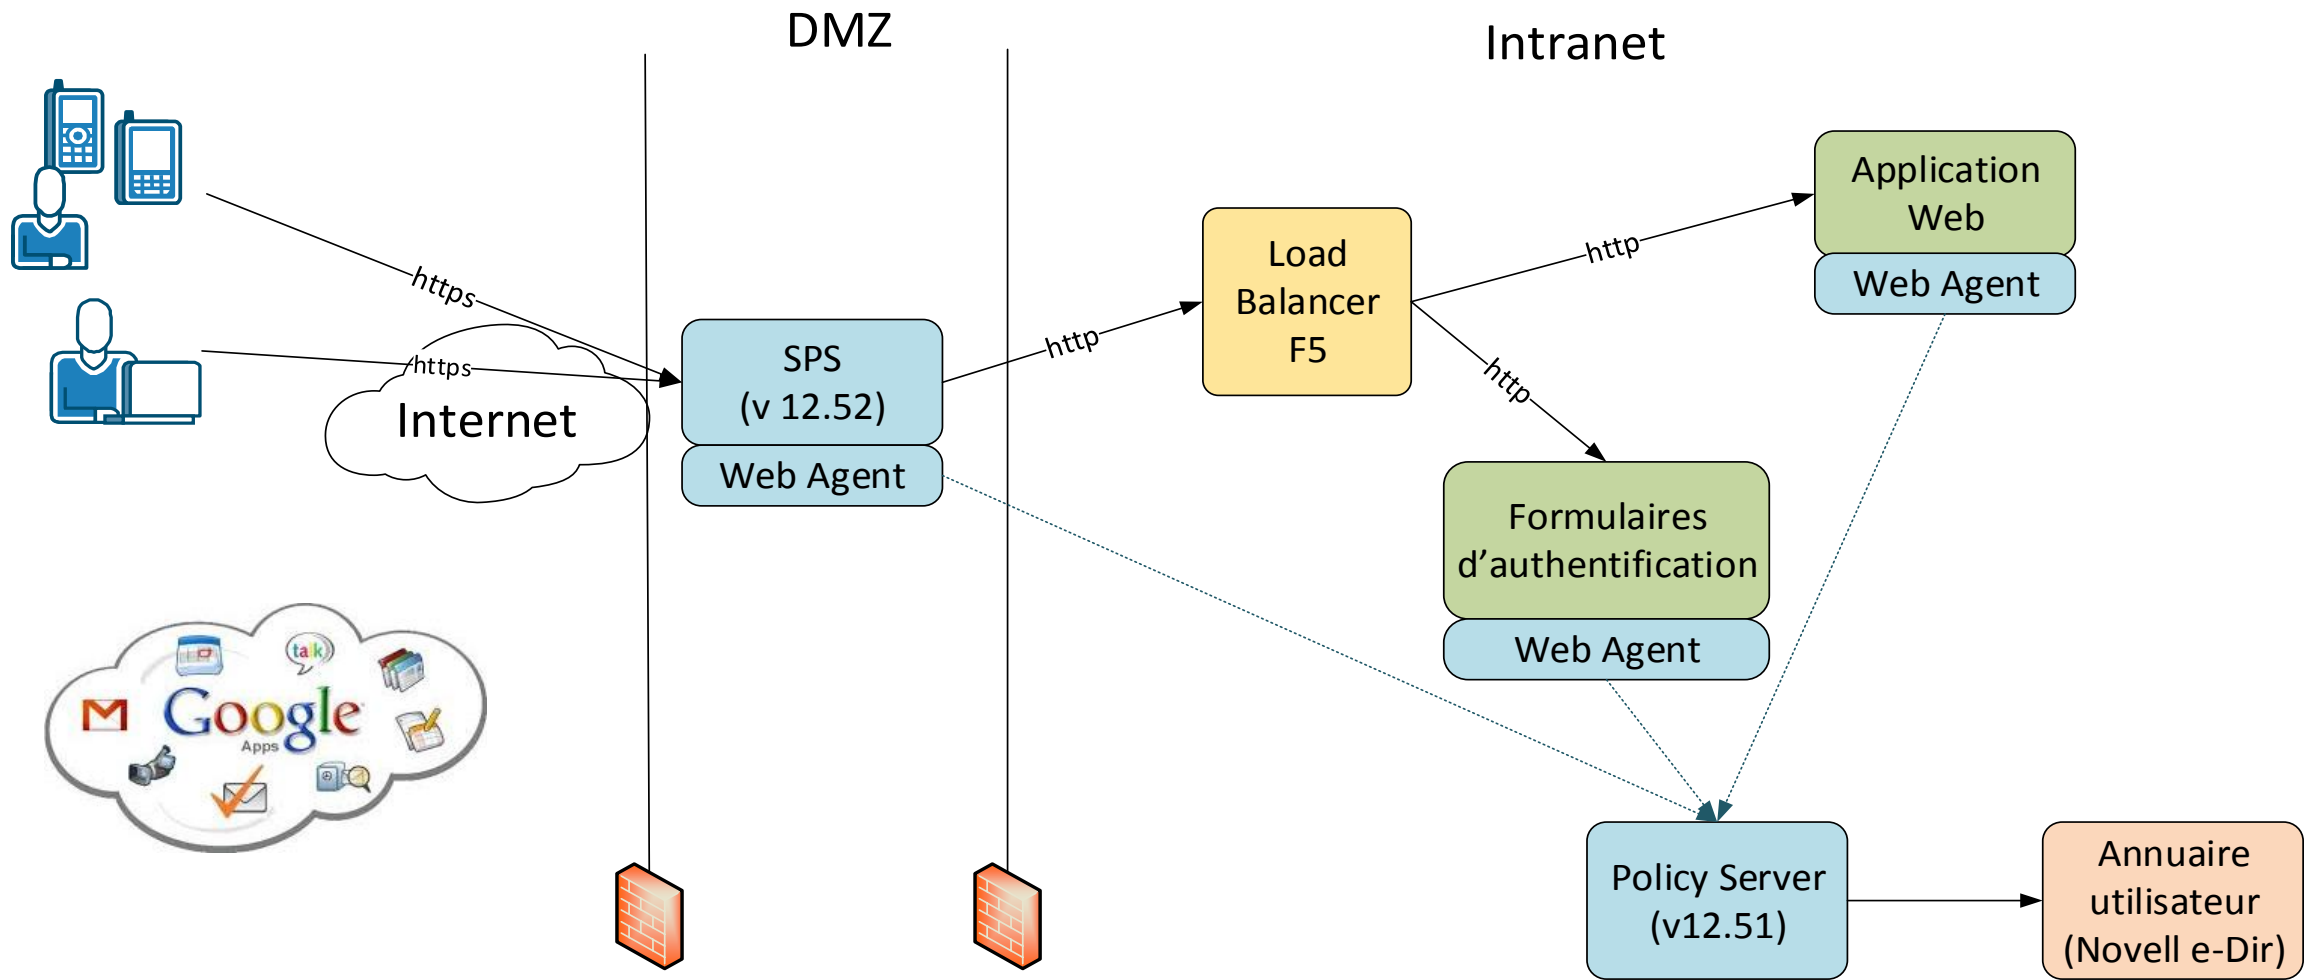 DMZ
Intranet
https
https
Internet
SPS
(v 12.52)
Web Agent
http
Load
Balancer
F5
http
http
Application
Web
Web Agent
Formulaires
d’authentification
Web Agent
talk
Google
Apps
Policy Server
(v12.51)
Annuaire
utilisateur
(Novell e-Dir)